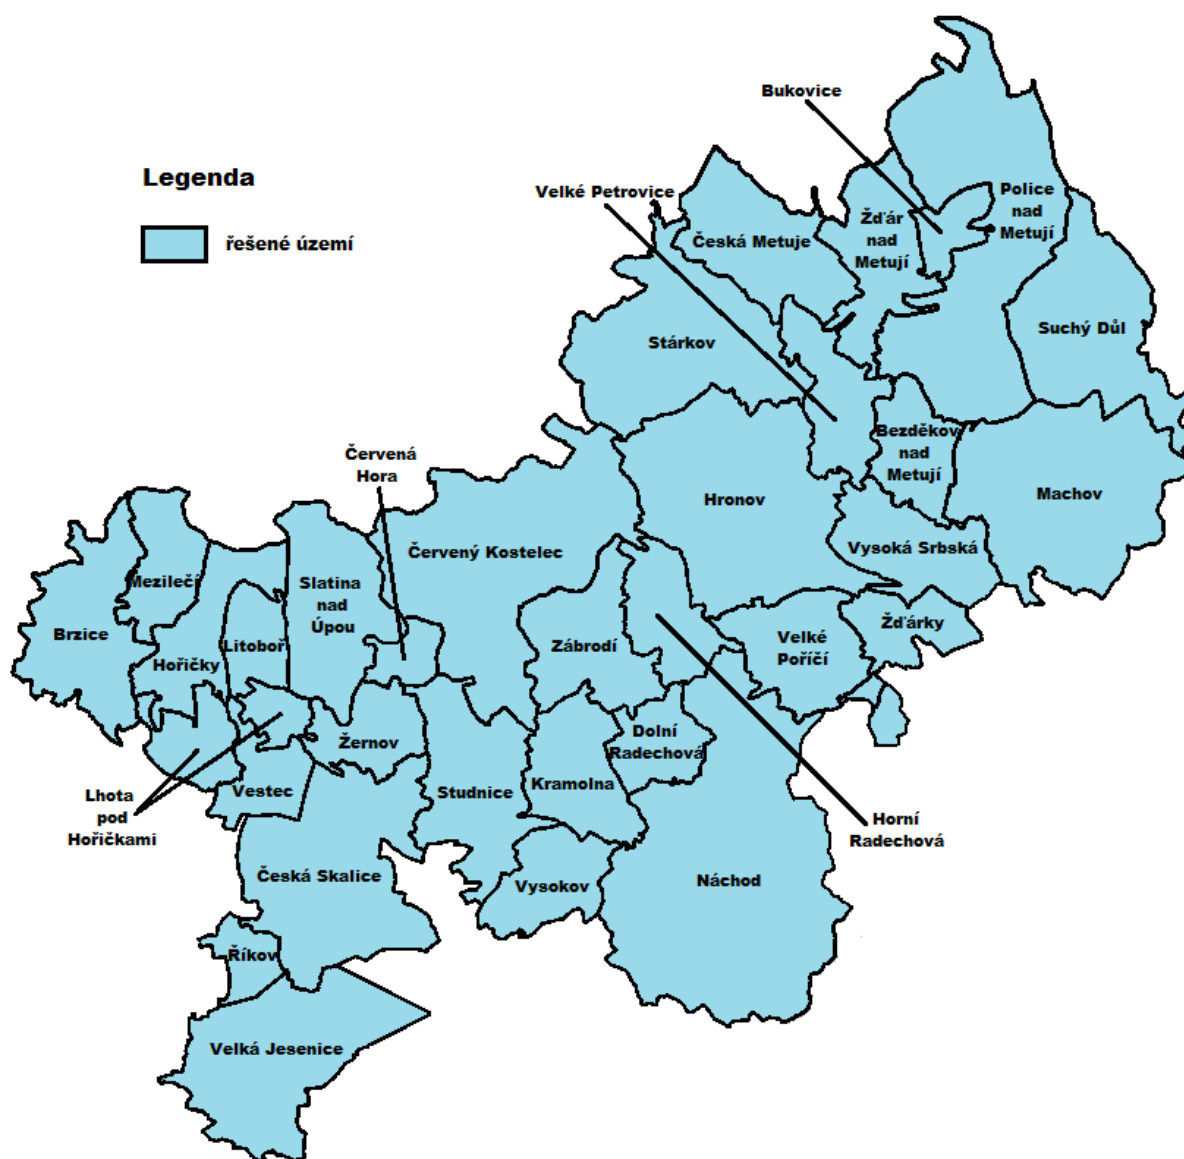 Bukovice
Legenda
Velké Petrovice
Police
nad
Metují
Žďár
nad
Metují
Česká Metuje
řešené území
Suchý Důl
Stárkov
Bezděkov
nad
Metují
Červená
Hora
Hronov
Machov
Červený Kostelec
Vysoká Srbská
Mezilečí
Slatina
nad
Úpou
Žďárky
Brzice
Litoboř
Zábrodí
Velké
Poříčí
Hořičky
Žernov
Dolní
Radechová
Vestec
Studnice
Kramolna
Lhota
pod
Hořičkami
Horní
Radechová
Česká Skalice
Vysokov
Náchod
Říkov
Velká Jesenice